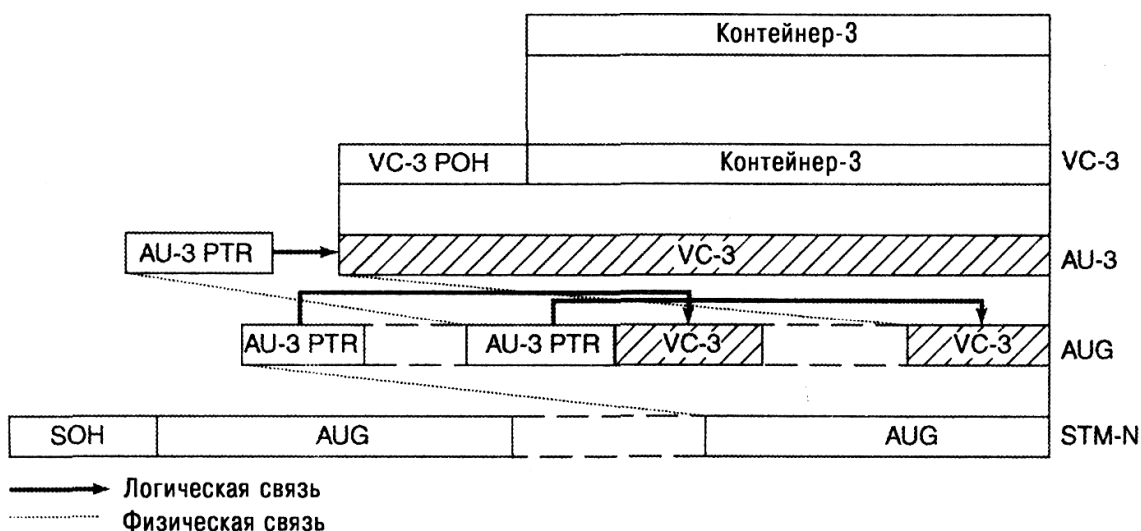 Контейнер-3
VC-3 POH Контейнер-3 VC-3
AU-3 PTR VC-3 AU-3
AU-3 PTR AU-3 PTR VC-3 VC-3 AUG
SOH AUG AUG STM-N
Логическая связь
Физическая связь